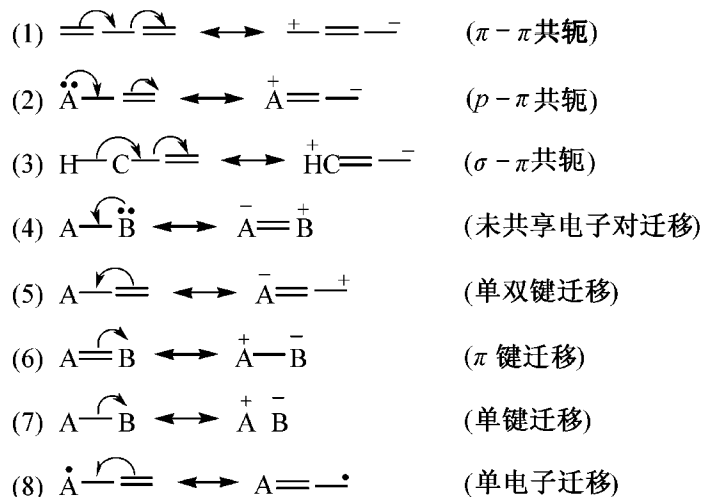 (1) + − (π − π共轭)
(2) Ä A⁺ − (p − π共轭)
(3) H C HC⁺ − (σ − π共轭)
(4) A B̈ A⁻ B⁺ (未共享电子对迁移)
(5) A A⁻ + (单双键迁移)
(6) A=B A⁺—B⁻ (π 键迁移)
(7) A—B A⁺ B⁻ (单键迁移)
(8) Ȧ A (单电子迁移)